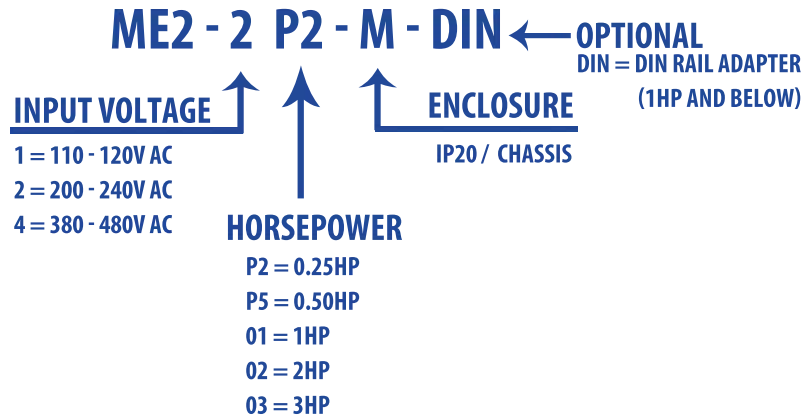 ME2 - 2 P2 - M - DIN
OPTIONAL
DIN = DIN RAIL ADAPTER
(1HP AND BELOW)
INPUT VOLTAGE
1 = 110 - 120V AC
2 = 200 - 240V AC
4 = 380 - 480V AC
ENCLOSURE
IP20 / CHASSIS
HORSEPOWER
P2 = 0.25HP
P5 = 0.50HP
01 = 1HP
02 = 2HP
03 = 3HP